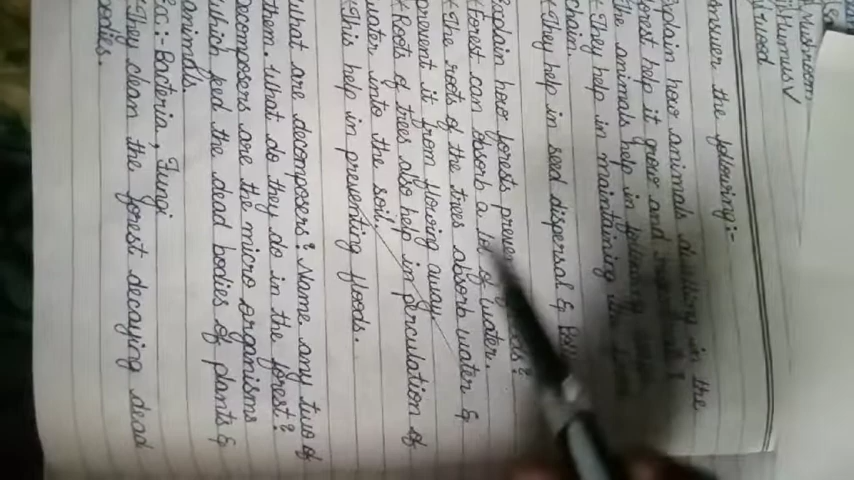 Mushroom
Humus
wood
Answer the following:-
Explain how animals dwelling in the
forest help it grow and
The animals help in following
* They help in maintaining
chain.
* They help in seed dispersal &
Explain how forests prevent floods?
* Forest can absorb a lot of water.
* The roots of the trees absorb water &
prevent it from flowing away
* Roots of trees also help in perculation of
water into the soil.
* This help in preventing floods.
What are decomposers? Name any two of
them. What do they do in the forest?
Decomposers are the micro organisms
which feed the dead bodies of plants &
animals
Ex:- Bacteria, Fungi
* They clean the forest decaying dead
bodies.